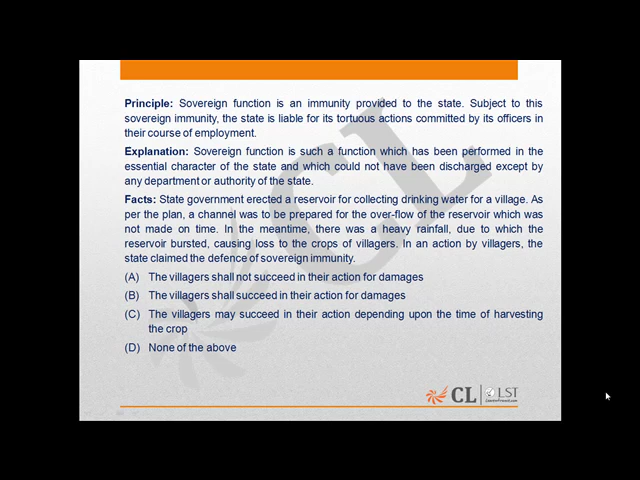 Principle: Sovereign function is an immunity provided to the state. Subject to this
sovereign immunity, the state is liable for its tortuous actions committed by its officers in
their course of employment.
Explanation: Sovereign function is such a function which has been performed in the
essential character of the state and which could not have been discharged except by
any department or authority of the state.
Facts: State government erected a reservoir for collecting drinking water for a village. As
per the plan, a channel was to be prepared for the over-flow of the reservoir which was
not made on time. In the meantime, there was a heavy rainfall, due to which the
reservoir bursted, causing loss to the crops of villagers. In an action by villagers, the
state claimed the defence of sovereign immunity.
(A) The villagers shall not succeed in their action for damages
(B) The villagers shall succeed in their action for damages
(C) The villagers may succeed in their action depending upon the time of harvesting
the crop
(D) None of the above
CL
CL LST